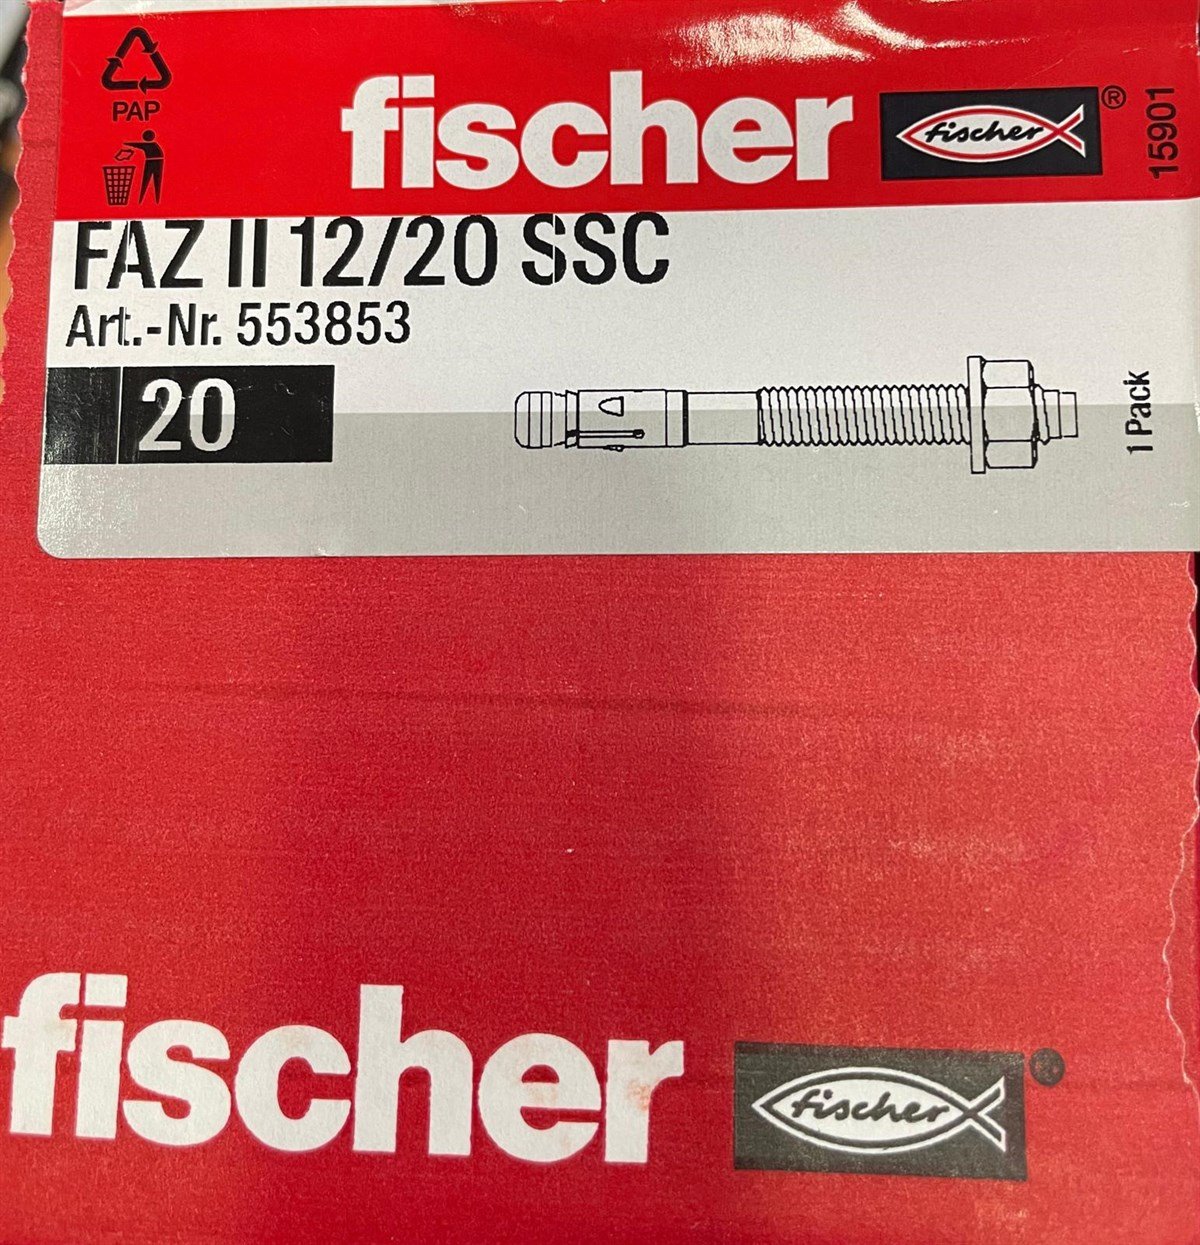 PAP
fischer fischer ®
15901
FAZ II 12/20 SSC
Art.-Nr. 553853
20
1 Pack
fischer fischer